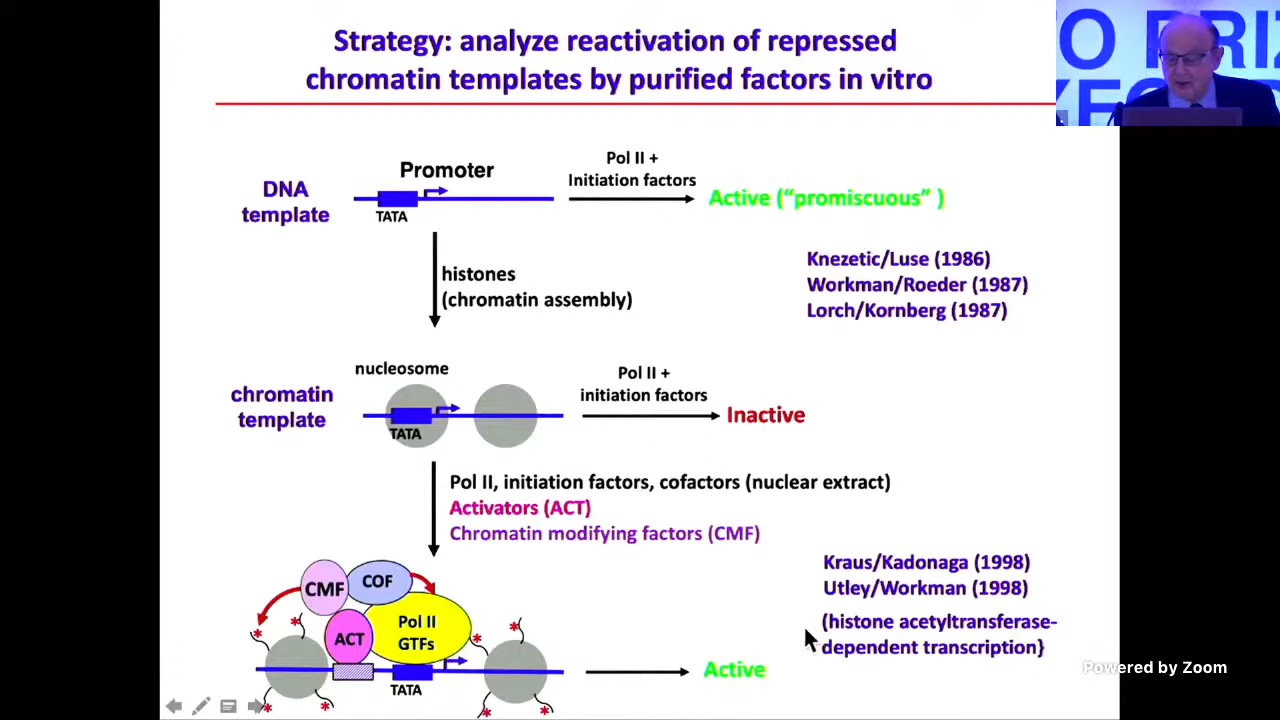 Strategy: analyze reactivation of repressed
chromatin templates by purified factors in vitro
DNA
template
Promoter
TATA
Pol II +
Initiation factors
Active (“promiscuous” )
histones
(chromatin assembly)
Knezetic/Luse (1986)
Workman/Roeder (1987)
Lorch/Kornberg (1987)
nucleosome
chromatin
template
TATA
Pol II +
initiation factors
Inactive
Pol II, initiation factors, cofactors (nuclear extract)
Activators (ACT)
Chromatin modifying factors (CMF)
CMF
COF
ACT
Pol II
GTFs
TATA
Active
Kraus/Kadonaga (1998)
Utley/Workman (1998)
(histone acetyltransferase-
dependent transcription}
Powered by Zoom